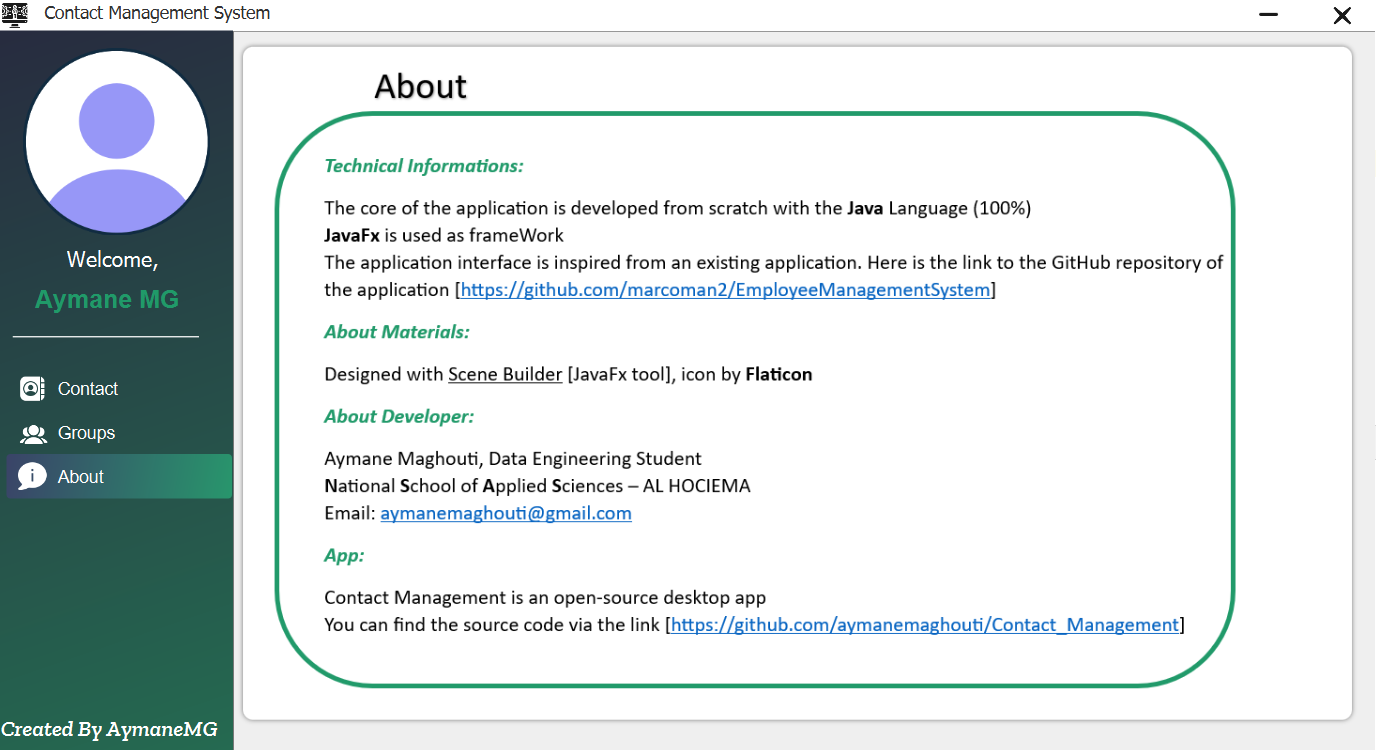 Contact Management System
Welcome,
Aymane MG
Contact
Groups
About
Created By AymaneMG
About
Technical Informations:
The core of the application is developed from scratch with the Java Language (100%)
JavaFx is used as frameWork
The application interface is inspired from an existing application. Here is the link to the GitHub repository of
the application [https://github.com/marcoman2/EmployeeManagementSystem]
About Materials:
Designed with Scene Builder [JavaFx tool], icon by Flaticon
About Developer:
Aymane Maghouti, Data Engineering Student
National School of Applied Sciences – AL HOCIEMA
Email: aymanemaghouti@gmail.com
App:
Contact Management is an open-source desktop app
You can find the source code via the link [https://github.com/aymanemaghouti/Contact_Management]